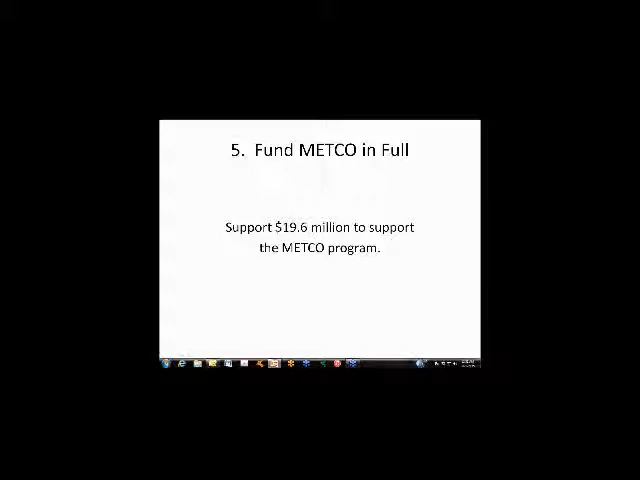 5. Fund METCO in Full
Support $19.6 million to support
the METCO program.